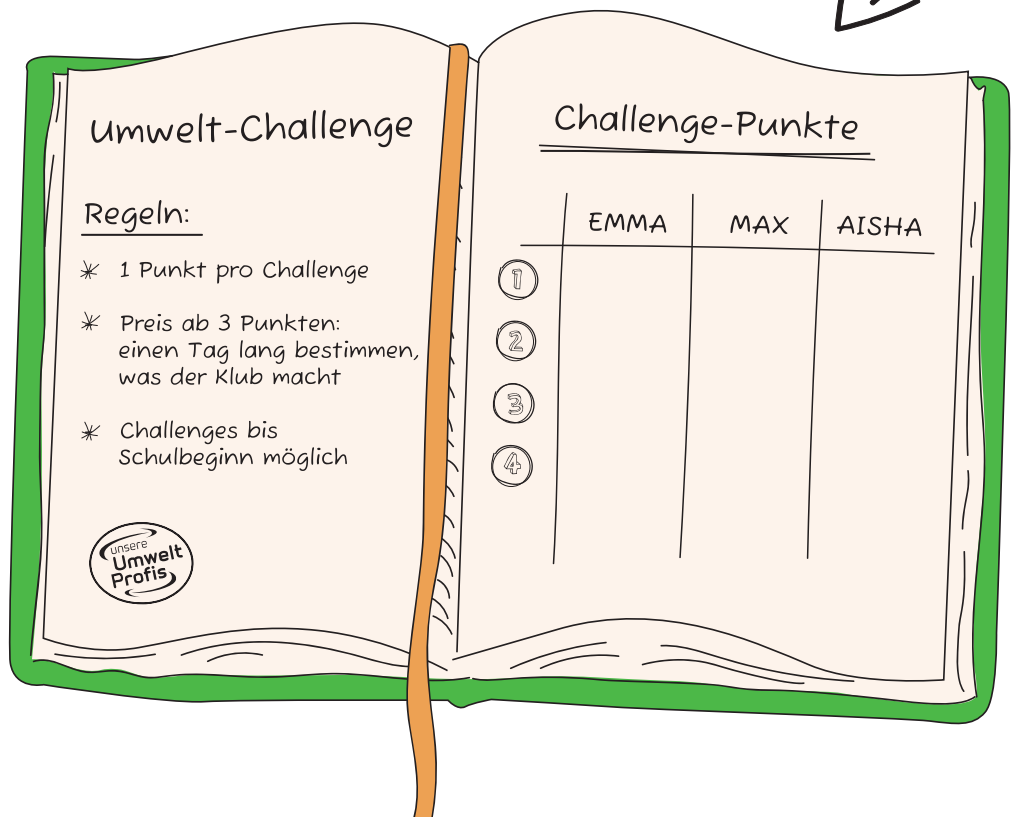 Umwelt-Challenge
Regeln:
1 Punkt pro Challenge
Preis ab 3 Punkten:
einen Tag lang bestimmen,
was der Klub macht
Challenges bis
Schulbeginn möglich
unsere
Umwelt
Profis
Challenge-Punkte
EMMA MAX AISHA
1
2
3
4